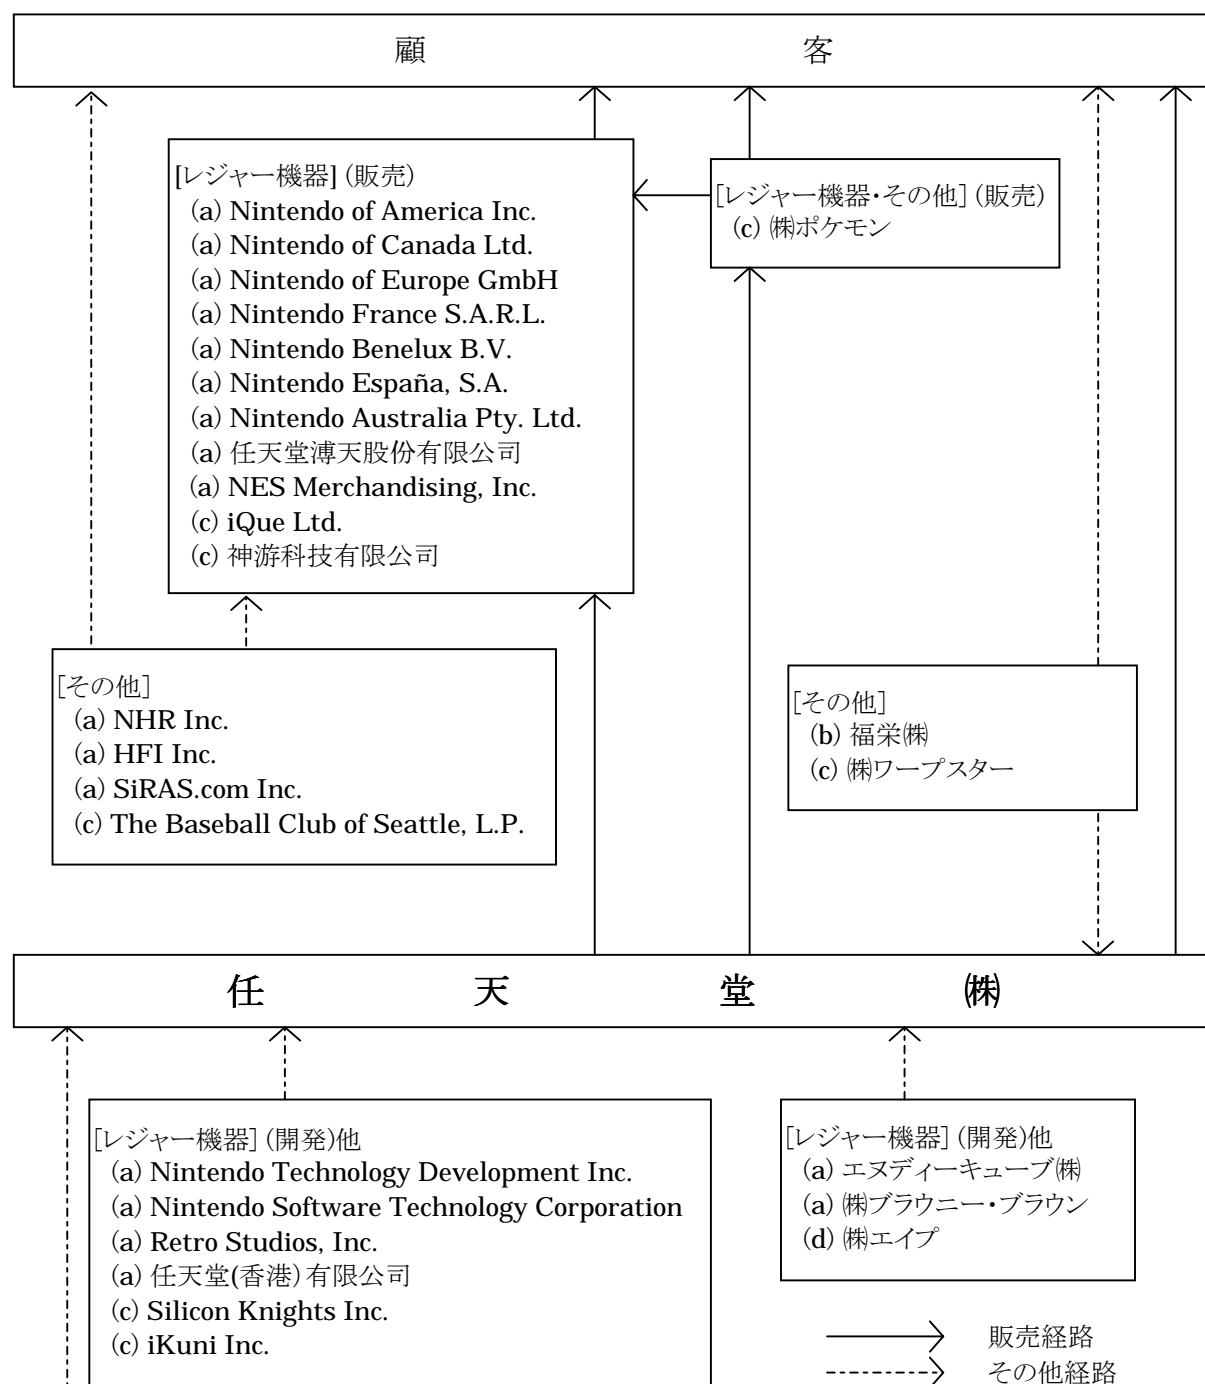 顧客
[レジャー機器](販売)
(a) Nintendo of America Inc.
(a) Nintendo of Canada Ltd.
(a) Nintendo of Europe GmbH
(a) Nintendo France S.A.R.L.
(a) Nintendo Benelux B.V.
(a) Nintendo España, S.A.
(a) Nintendo Australia Pty. Ltd.
(a) 任天堂溥天股份有限公司
(a) NES Merchandising, Inc.
(c) iQue Ltd.
(c) 神游科技有限公司
[レジャー機器・その他](販売)
(c) ㈱ポケモン
[その他]
(a) NHR Inc.
(a) HFI Inc.
(a) SiRAS.com Inc.
(c) The Baseball Club of Seattle, L.P.
[その他]
(b) 福栄㈱
(c) ㈱ワープスター
任天堂㈱
[レジャー機器](開発)他
(a) Nintendo Technology Development Inc.
(a) Nintendo Software Technology Corporation
(a) Retro Studios, Inc.
(a) 任天堂(香港)有限公司
(c) Silicon Knights Inc.
(c) iKuni Inc.
[レジャー機器](開発)他
(a) エヌディーキューブ㈱
(a) ㈱ブラウニー・ブラウン
(d) ㈱エイプ
販売経路
その他経路